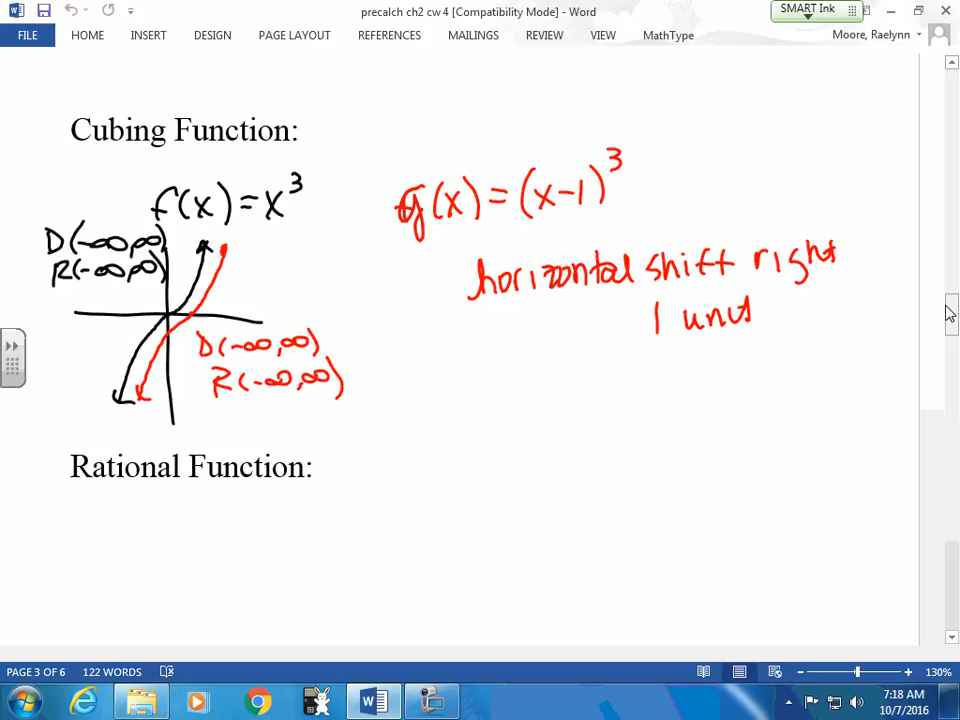 precalch ch2 cw 4 [Compatibility Mode] - Word
SMART Ink
FILE HOME INSERT DESIGN PAGE LAYOUT REFERENCES MAILINGS REVIEW VIEW MathType Moore, Raelynn
Cubing Function:
f(x) = x³
g(x) = (x-1)³
D(-∞,∞)
R(-∞,∞)
horizontal shift right
1 unit
D(-∞,∞)
R(-∞,∞)
Rational Function:
PAGE 3 OF 6 122 WORDS 130%
7:18 AM
10/7/2016